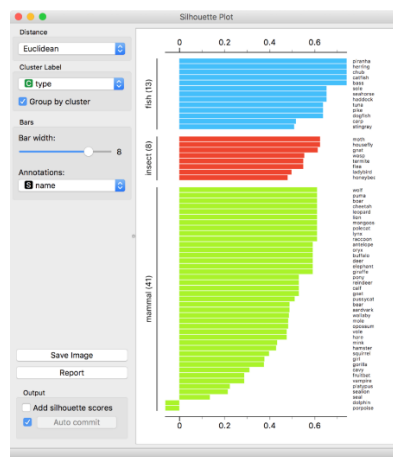 Silhouette Plot
Distance
Euclidean
Cluster Label
C type
Group by cluster
Bars
Bar width:
8
Annotations:
S name
Save Image
Report
Output
Add silhouette scores
Auto commit
0 0.2 0.4 0.6
fish (13)
piranha
herring
chub
catfish
bass
sole
seahorse
haddock
tuna
pike
dogfish
carp
stingray
insect (8)
moth
housefly
gnat
wasp
termite
flea
ladybird
honeybee
mammal (41)
wolf
puma
boar
cheetah
leopard
lion
mongoose
polecat
lynx
raccoon
antelope
oryx
buffalo
deer
elephant
giraffe
pony
reindeer
calf
goat
pussycat
bear
aardvark
wallaby
mole
opossum
vole
hare
mink
hamster
squirrel
girl
gorilla
cavy
fruitbat
vampire
platypus
sealion
seal
dolphin
porpoise
0 0.2 0.4 0.6